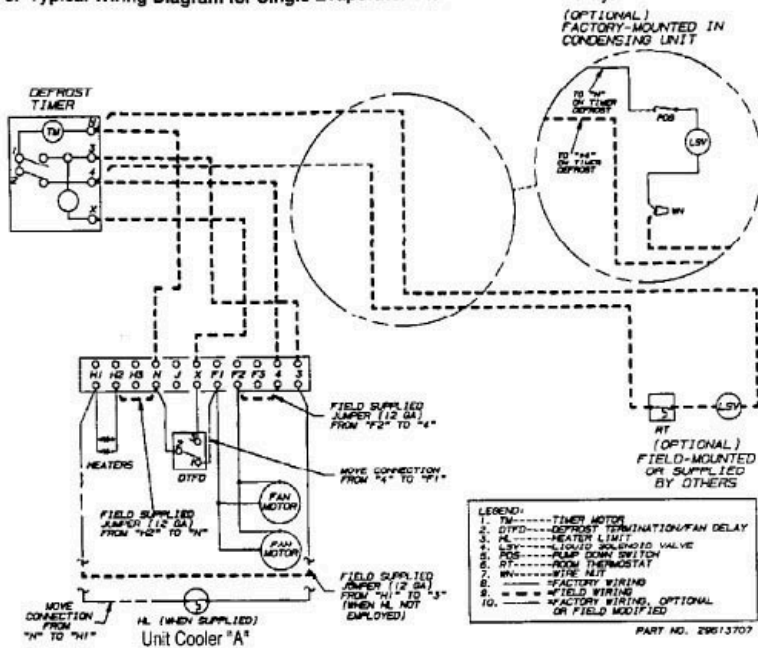 Typical Wiring Diagram for Single
(OPTIONAL)
FACTORY-MOUNTED IN
CONDENSING UNIT
DEFROST
TIMER
TM
N
1
3
2
4
X
TO "N"
ON TIMER
DEFROST
PDS
LSV
TO "4"
ON TIMER
DEFROST
WN
H1 H2 H3 N J X F1 F2 F3 4 3
HEATERS
DTFD
FIELD SUPPLIED
JUMPER (12 GA)
FROM "F2" TO "4"
MOVE CONNECTION
FROM "4" TO "F1"
FAN
MOTOR
FAN
MOTOR
FIELD SUPPLIED
JUMPER (12 GA)
FROM "H2" TO "N"
FIELD SUPPLIED
JUMPER (12 GA)
FROM "H1" TO "3"
(WHEN HL NOT
EMPLOYED)
MOVE
CONNECTION
FROM
"N" TO "H1"
HL (WHEN SUPPLIED)
Unit Cooler "A"
RT
LSV
(OPTIONAL)
FIELD-MOUNTED
OR SUPPLIED
BY OTHERS
LEGEND:
1. TM------TIMER MOTOR
2. DTFD----DEFROST TERMINATION/FAN DELAY
3. HL------HEATER LIMIT
4. LSV-----LIQUID SOLENOID VALVE
5. PDS-----PUMP DOWN SWITCH
6. RT------ROOM THERMOSTAT
7. WN------WIRE NUT
8. =FACTORY WIRING
9. =FIELD WIRING
10. =FACTORY WIRING, OPTIONAL
OR FIELD MODIFIED
PART NO. 29613707